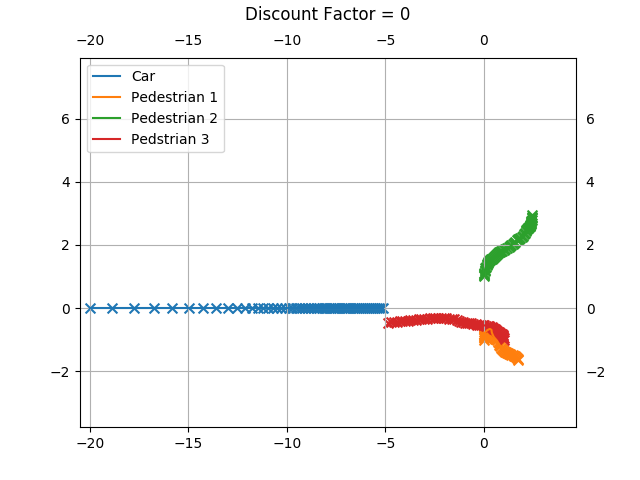 Discount Factor = 0
−20 −15 −10 −5 0
Car
Pedestrian 1
Pedestrian 2
Pedstrian 3
6 6
4 4
2 2
0 0
−2 −2
−20 −15 −10 −5 0